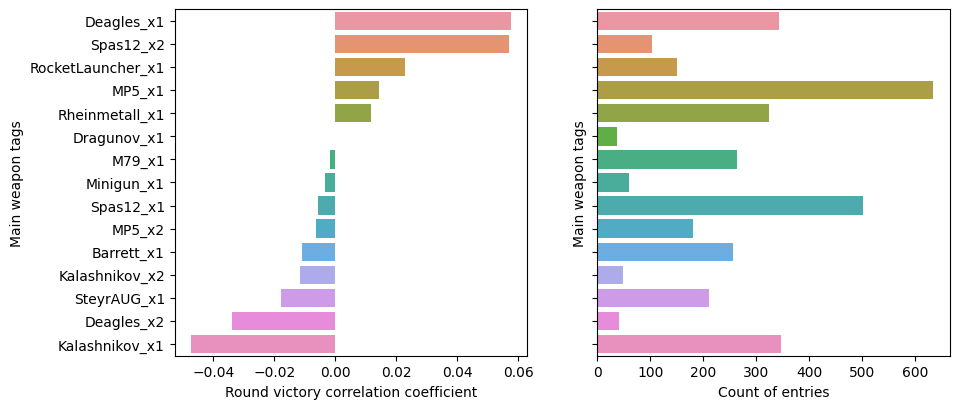 Main weapon tags
Deagles_x1
Spas12_x2
RocketLauncher_x1
MP5_x1
Rheinmetall_x1
Dragunov_x1
M79_x1
Minigun_x1
Spas12_x1
MP5_x2
Barrett_x1
Kalashnikov_x2
SteyrAUG_x1
Deagles_x2
Kalashnikov_x1
−0.04 −0.02 0.00 0.02 0.04 0.06
Round victory correlation coefficient
Main weapon tags
0 100 200 300 400 500 600
Count of entries